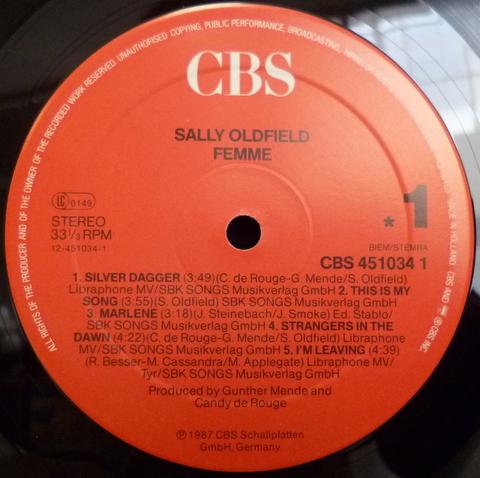 ALL RIGHTS OF THE PRODUCER AND OF THE OWNER OF THE RECORDED WORK RESERVED. UNAUTHORISED COPYING, PUBLIC PERFORMANCE, BROADCASTING,
MADE IN HOLLAND
CBS
SALLY OLDFIELD
FEMME
LC 0149
STEREO
33⅓ RPM
12-451034-1
* 1
BIEM/STEMRA
CBS 451034 1
1. SILVER DAGGER (3:49)(C. de Rouge-G. Mende/S. Oldfield)
Libraphone MV/SBK SONGS Musikverlag GmbH 2. THIS IS MY
SONG (3:55)(S. Oldfield) SBK SONGS Musikverlag GmbH
3. MARLENE (3:18)(J. Steinebach/J. Smoke) Ed. Stablo/
SBK SONGS Musikverlag GmbH 4. STRANGERS IN THE
DAWN (4:22)(C. de Rouge-G. Mende/S. Oldfield) Libraphone
MV/SBK SONGS Musikverlag GmbH 5. I'M LEAVING (4:39)
(R. Besser-M. Cassandra/M. Applegate) Libraphone MV/
Tyr/SBK SONGS Musikverlag GmbH
Produced by Gunther Mende and
Candy de Rouge
℗ 1987 CBS Schallplatten
GmbH, Germany